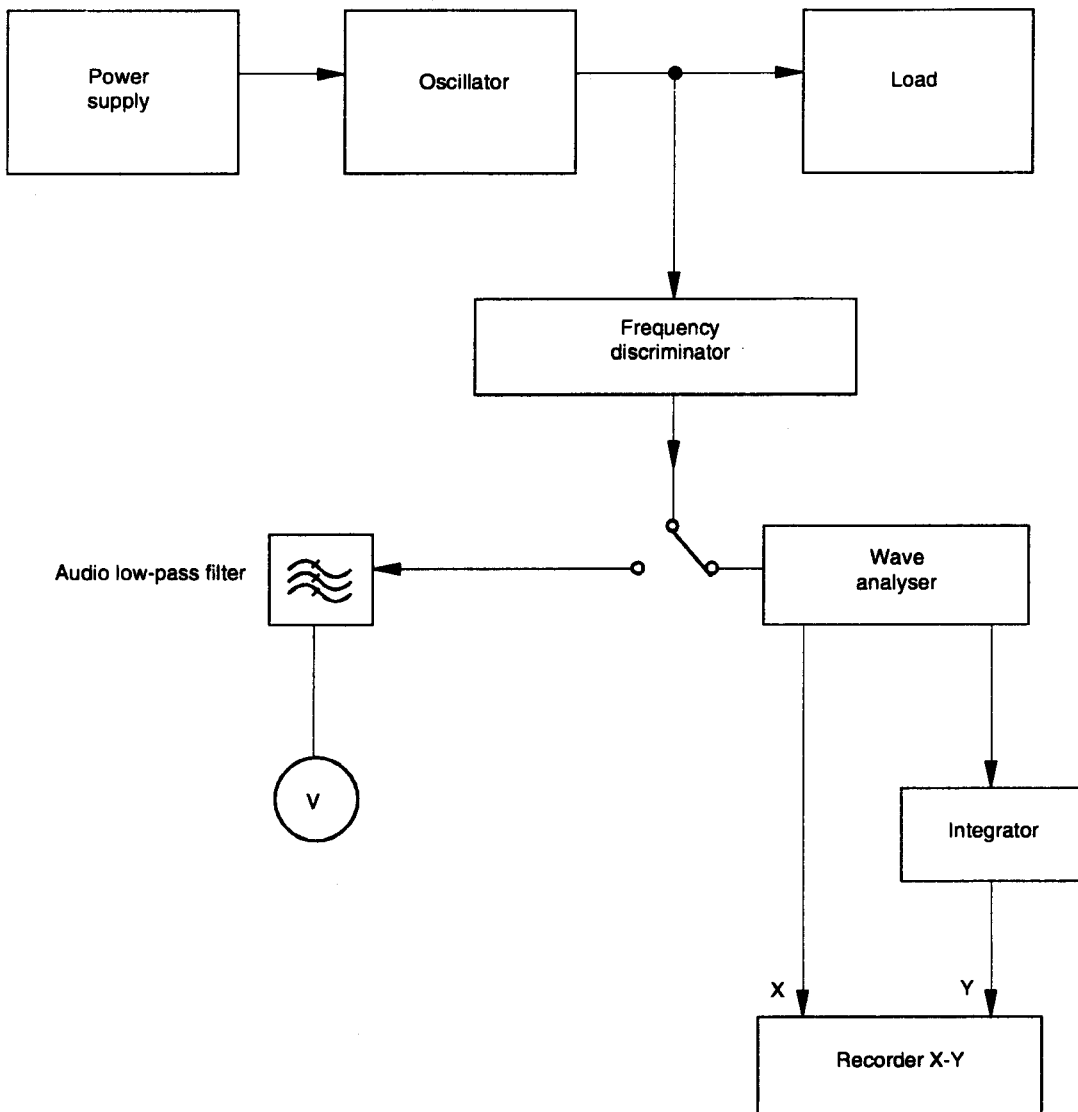 Power
supply
Oscillator
Load
Frequency
discriminator
Audio low-pass filter
Wave
analyser
V
Integrator
X
Y
Recorder X-Y